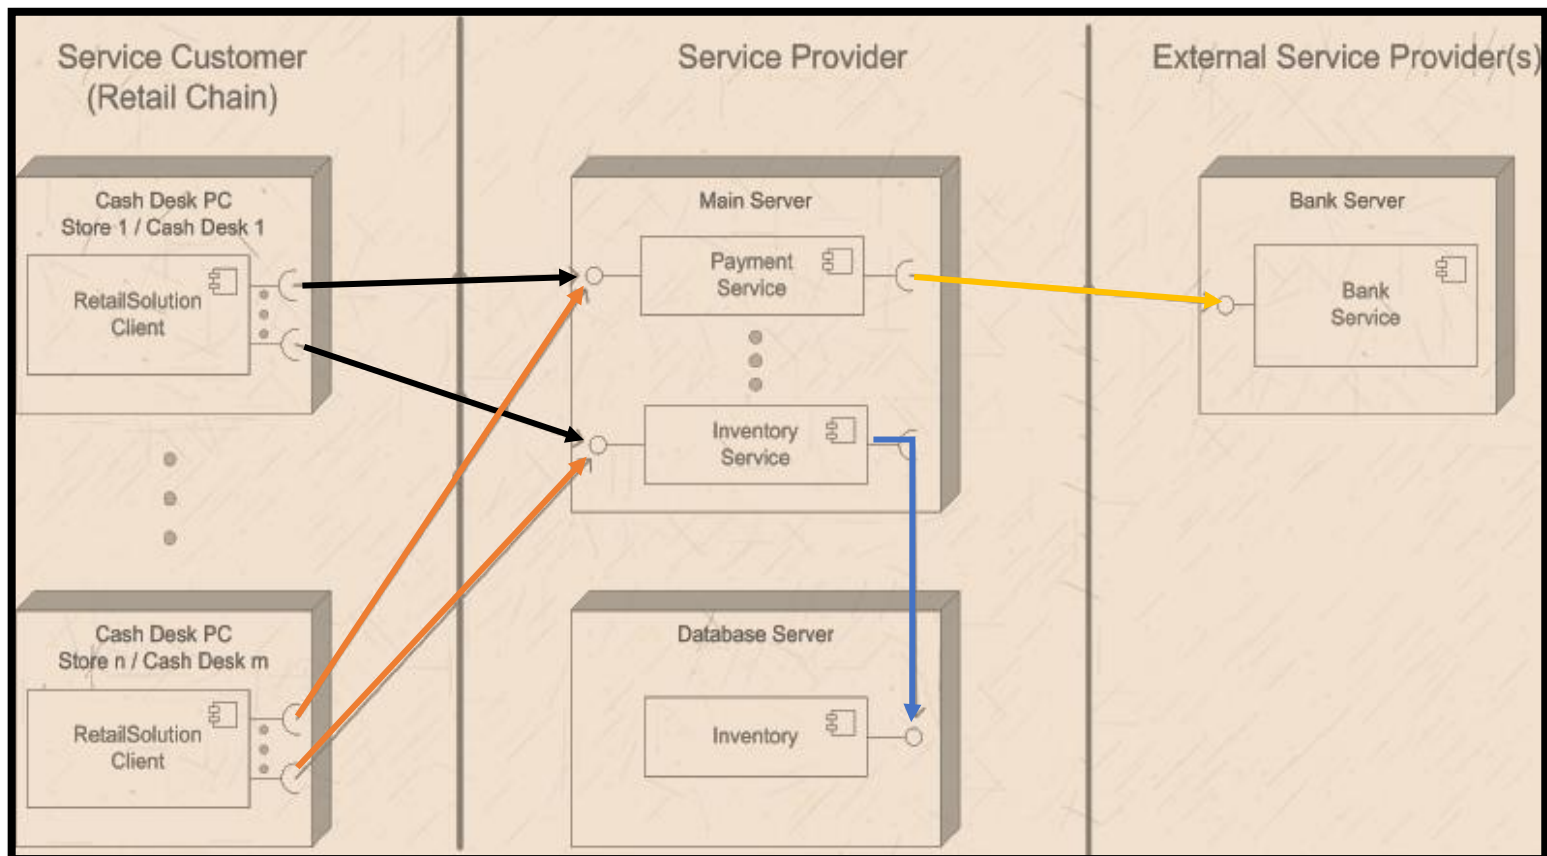 Service Customer
(Retail Chain)
Service Provider
External Service Provider(s)
Cash Desk PC
Store 1 / Cash Desk 1
RetailSolution
Client
Main Server
Payment
Service
Inventory
Service
Bank Server
Bank
Service
Cash Desk PC
Store n / Cash Desk m
RetailSolution
Client
Database Server
Inventory